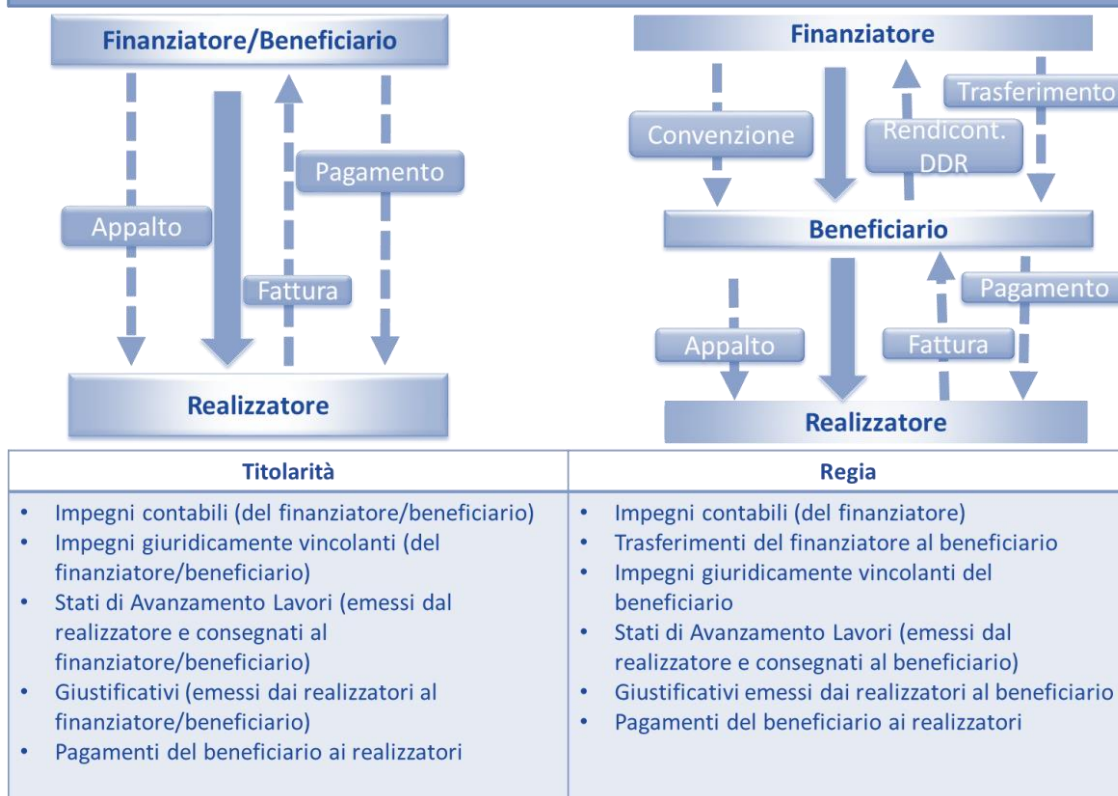 Finanziatore/Beneficiario
Appalto
Fattura
Pagamento
Realizzatore
Finanziatore
Convenzione
Rendicont.
DDR
Trasferimento
Beneficiario
Appalto
Fattura
Pagamento
Realizzatore
Titolarità
• Impegni contabili (del finanziatore/beneficiario)
• Impegni giuridicamente vincolanti (del
finanziatore/beneficiario)
• Stati di Avanzamento Lavori (emessi dal
realizzatore e consegnati al
finanziatore/beneficiario)
• Giustificativi (emessi dai realizzatori al
finanziatore/beneficiario)
• Pagamenti del beneficiario ai realizzatori
Regia
• Impegni contabili (del finanziatore)
• Trasferimenti del finanziatore al beneficiario
• Impegni giuridicamente vincolanti del
beneficiario
• Stati di Avanzamento Lavori (emessi dal
realizzatore e consegnati al beneficiario)
• Giustificativi emessi dai realizzatori al beneficiario
• Pagamenti del beneficiario ai realizzatori